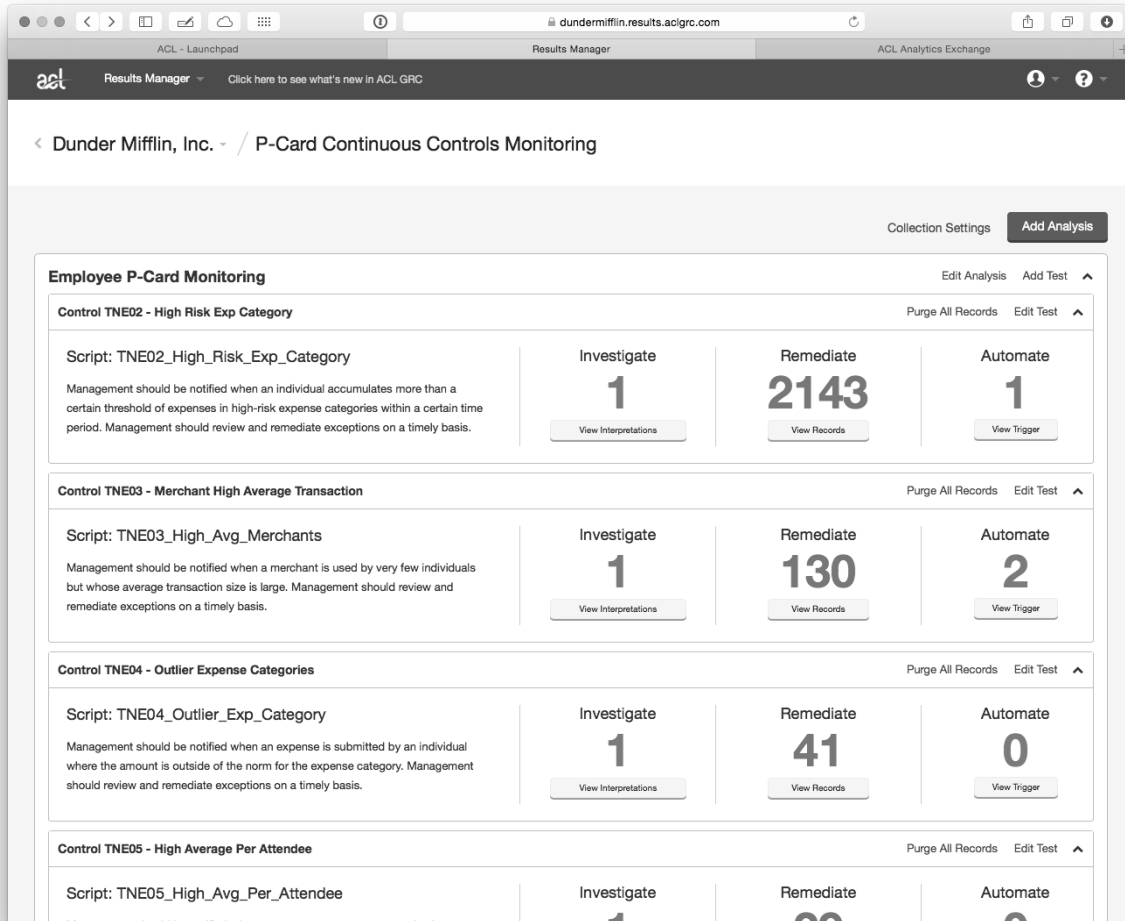 dundermifflin.results.aclgrc.com
ACL - Launchpad
Results Manager
ACL Analytics Exchange
acl
Results Manager
Click here to see what's new in ACL GRC
?
Dunder Mifflin, Inc. / P-Card Continuous Controls Monitoring
Collection Settings
Add Analysis
Employee P-Card Monitoring
Edit Analysis
Add Test
Control TNE02 - High Risk Exp Category
Purge All Records
Edit Test
Script: TNE02_High_Risk_Exp_Category
Management should be notified when an individual accumulates more than a
certain threshold of expenses in high-risk expense categories within a certain time
period. Management should review and remediate exceptions on a timely basis.
Investigate
1
View Interpretations
Remediate
2143
View Records
Automate
1
View Trigger
Control TNE03 - Merchant High Average Transaction
Purge All Records
Edit Test
Script: TNE03_High_Avg_Merchants
Management should be notified when a merchant is used by very few individuals
but whose average transaction size is large. Management should review and
remediate exceptions on a timely basis.
Investigate
1
View Interpretations
Remediate
130
View Records
Automate
2
View Trigger
Control TNE04 - Outlier Expense Categories
Purge All Records
Edit Test
Script: TNE04_Outlier_Exp_Category
Management should be notified when an expense is submitted by an individual
where the amount is outside of the norm for the expense category. Management
should review and remediate exceptions on a timely basis.
Investigate
1
View Interpretations
Remediate
41
View Records
Automate
0
View Trigger
Control TNE05 - High Average Per Attendee
Purge All Records
Edit Test
Script: TNE05_High_Avg_Per_Attendee
Investigate
Remediate
Automate